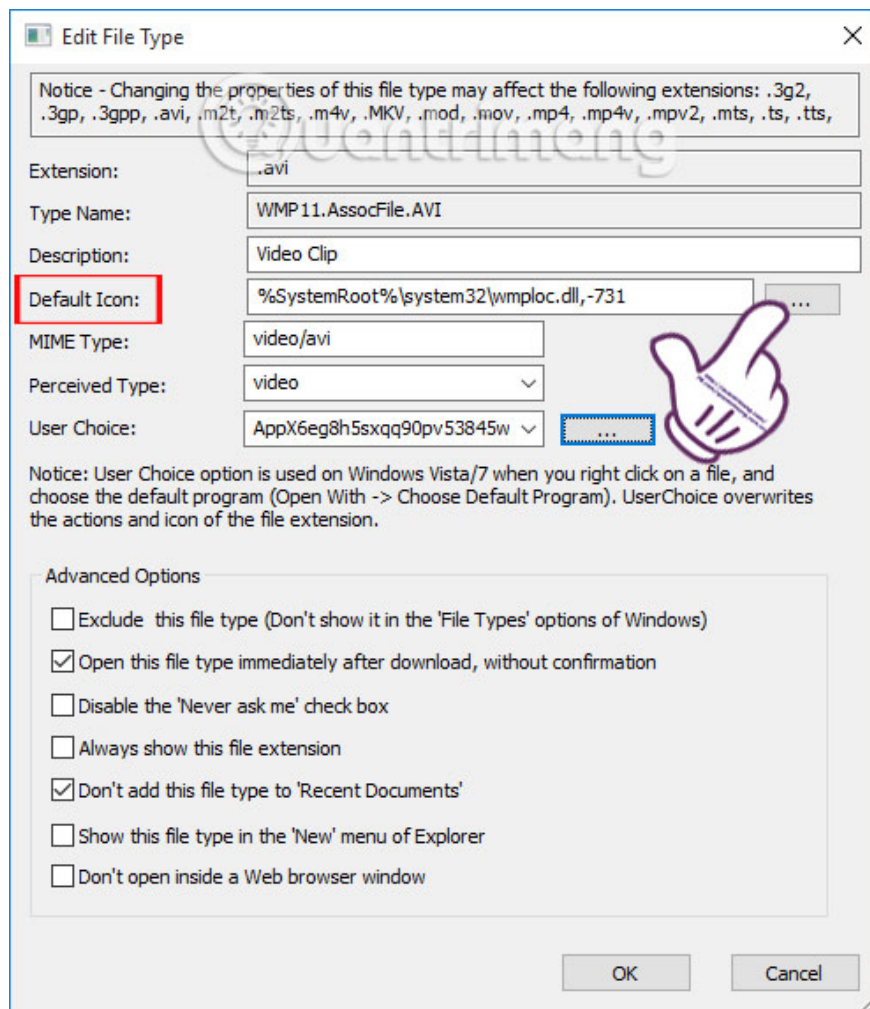 Edit File Type
Notice - Changing the properties of this file type may affect the following extensions: .3g2,
.3gp, .3gpp, .avi, .m2t, .m2ts, .m4v, .MKV, .mod, .mov, .mp4, .mp4v, .mpv2, .mts, .ts, .tts,
Quantrimang
Extension: .avi
Type Name: WMP11.AssocFile.AVI
Description: Video Clip
Default Icon: %SystemRoot%\system32\wmploc.dll,-731 ...
MIME Type: video/avi
Perceived Type: video
User Choice: AppX6eg8h5sxqq90pv53845w ...
Notice: User Choice option is used on Windows Vista/7 when you right click on a file, and
choose the default program (Open With -> Choose Default Program). UserChoice overwrites
the actions and icon of the file extension.
Advanced Options
Exclude this file type (Don't show it in the 'File Types' options of Windows)
Open this file type immediately after download, without confirmation
Disable the 'Never ask me' check box
Always show this file extension
Don't add this file type to 'Recent Documents'
Show this file type in the 'New' menu of Explorer
Don't open inside a Web browser window
OK Cancel